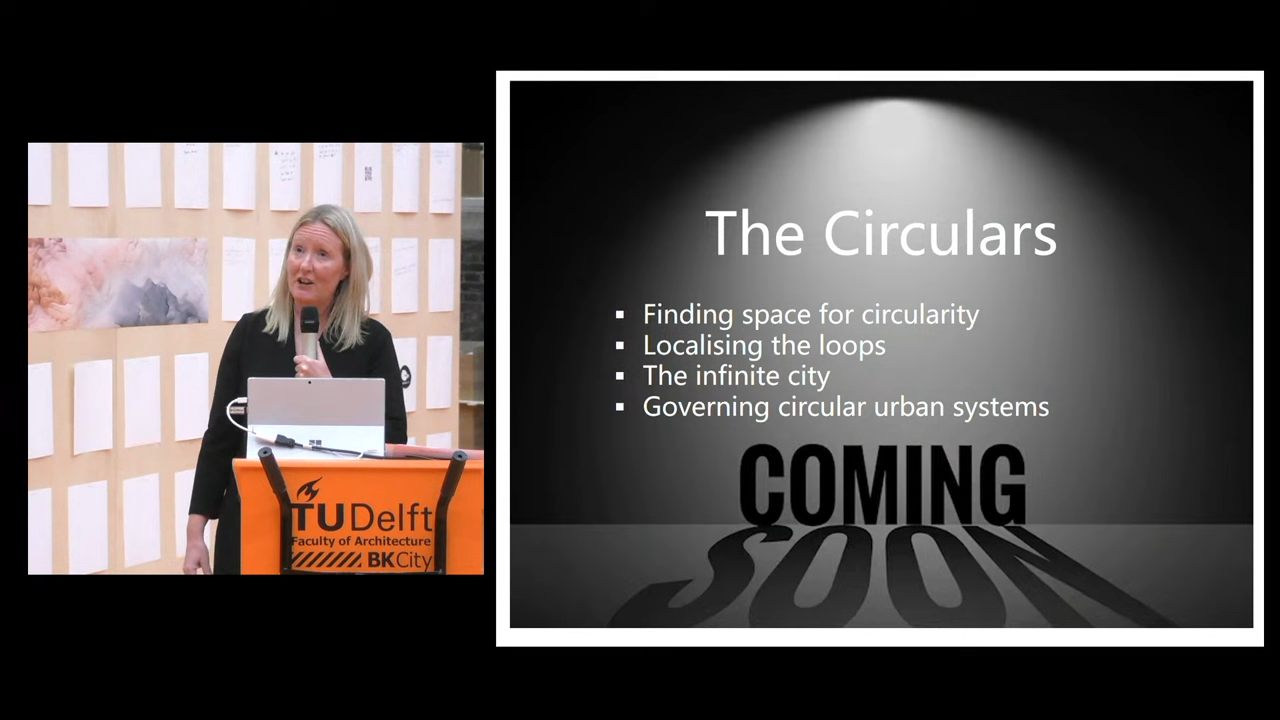 The Circulars
▪ Finding space for circularity
▪ Localising the loops
▪ The infinite city
▪ Governing circular urban systems
COMING
SOON
TUDelft
Faculty of Architecture
BKCity